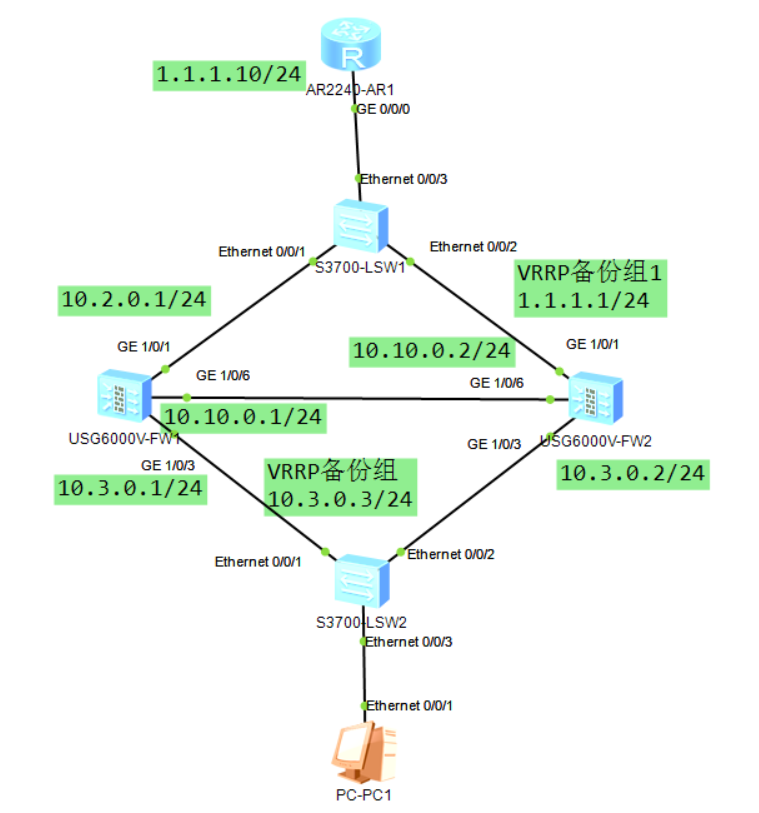 R
1.1.1.10/24
AR2240-AR1
GE 0/0/0
Ethernet 0/0/3
Ethernet 0/0/1
Ethernet 0/0/2
S3700-LSW1
VRRP备份组1
1.1.1.1/24
10.2.0.1/24
GE 1/0/1
10.10.0.2/24
GE 1/0/1
GE 1/0/6
GE 1/0/6
10.10.0.1/24
USG6000V-FW1
GE 1/0/3
USG6000V-FW2
GE 1/0/3
10.3.0.1/24
VRRP备份组
10.3.0.3/24
10.3.0.2/24
Ethernet 0/0/1
Ethernet 0/0/2
S3700-LSW2
Ethernet 0/0/3
Ethernet 0/0/1
PC-PC1